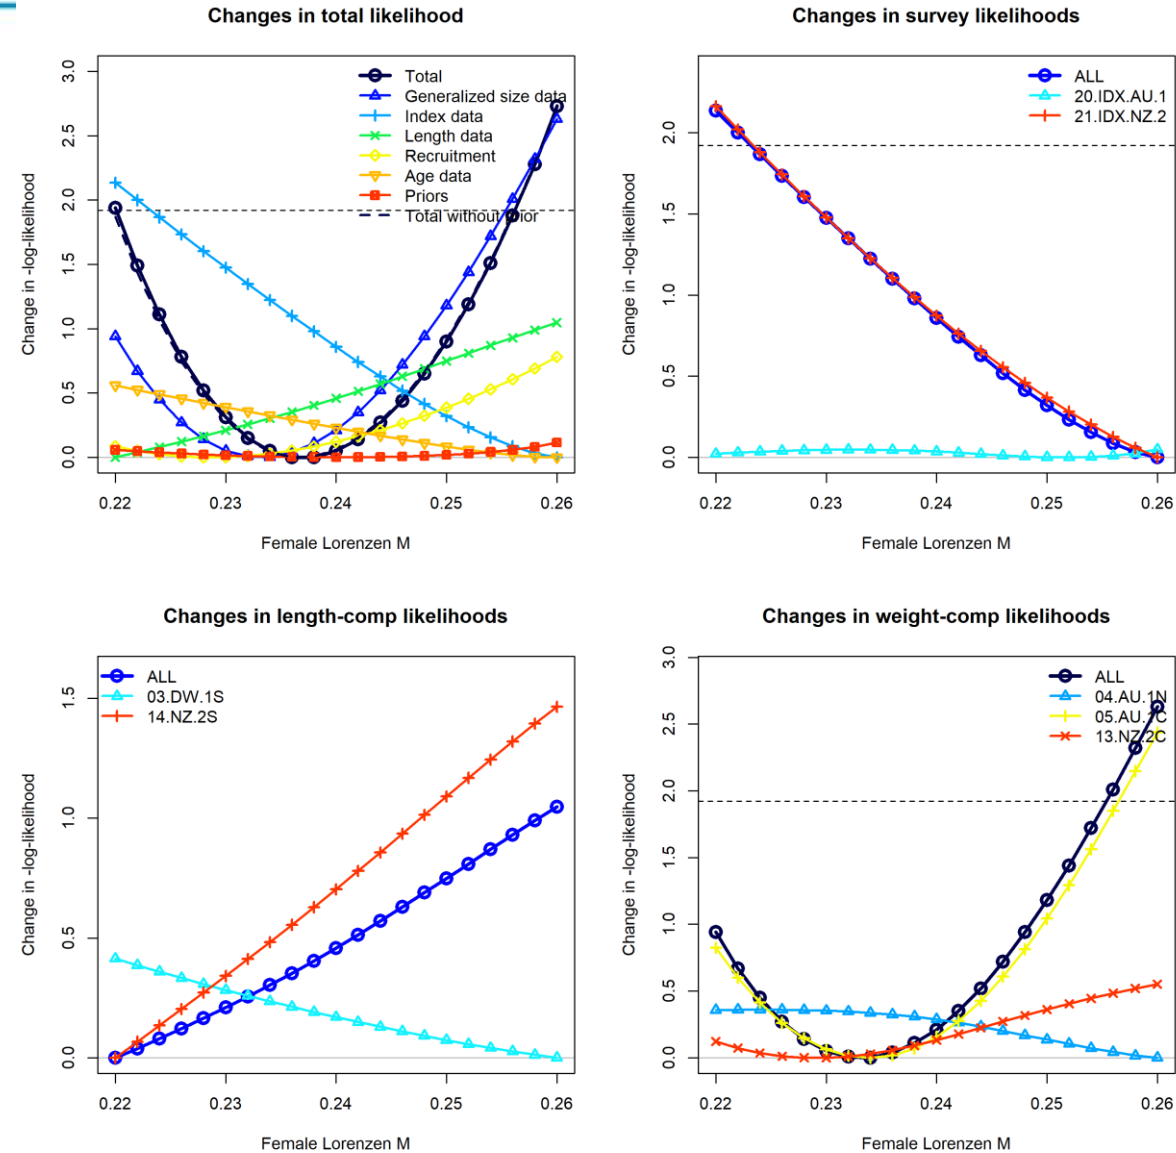 Changes in total likelihood
Change in -log-likelihood
3.0
2.5
2.0
1.5
1.0
0.5
0.0
Total
Generalized size data
Index data
Length data
Recruitment
Age data
Priors
Total without prior
0.22 0.23 0.24 0.25 0.26
Female Lorenzen M
Changes in survey likelihoods
Change in -log-likelihood
2.0
1.5
1.0
0.5
0.0
ALL
20.IDX.AU.1
21.IDX.NZ.2
0.22 0.23 0.24 0.25 0.26
Female Lorenzen M
Changes in length-comp likelihoods
Change in -log-likelihood
1.5
1.0
0.5
0.0
ALL
03.DW.1S
14.NZ.2S
0.22 0.23 0.24 0.25 0.26
Female Lorenzen M
Changes in weight-comp likelihoods
Change in -log-likelihood
3.0
2.5
2.0
1.5
1.0
0.5
0.0
ALL
04.AU.1N
05.AU.1C
13.NZ.2C
0.22 0.23 0.24 0.25 0.26
Female Lorenzen M